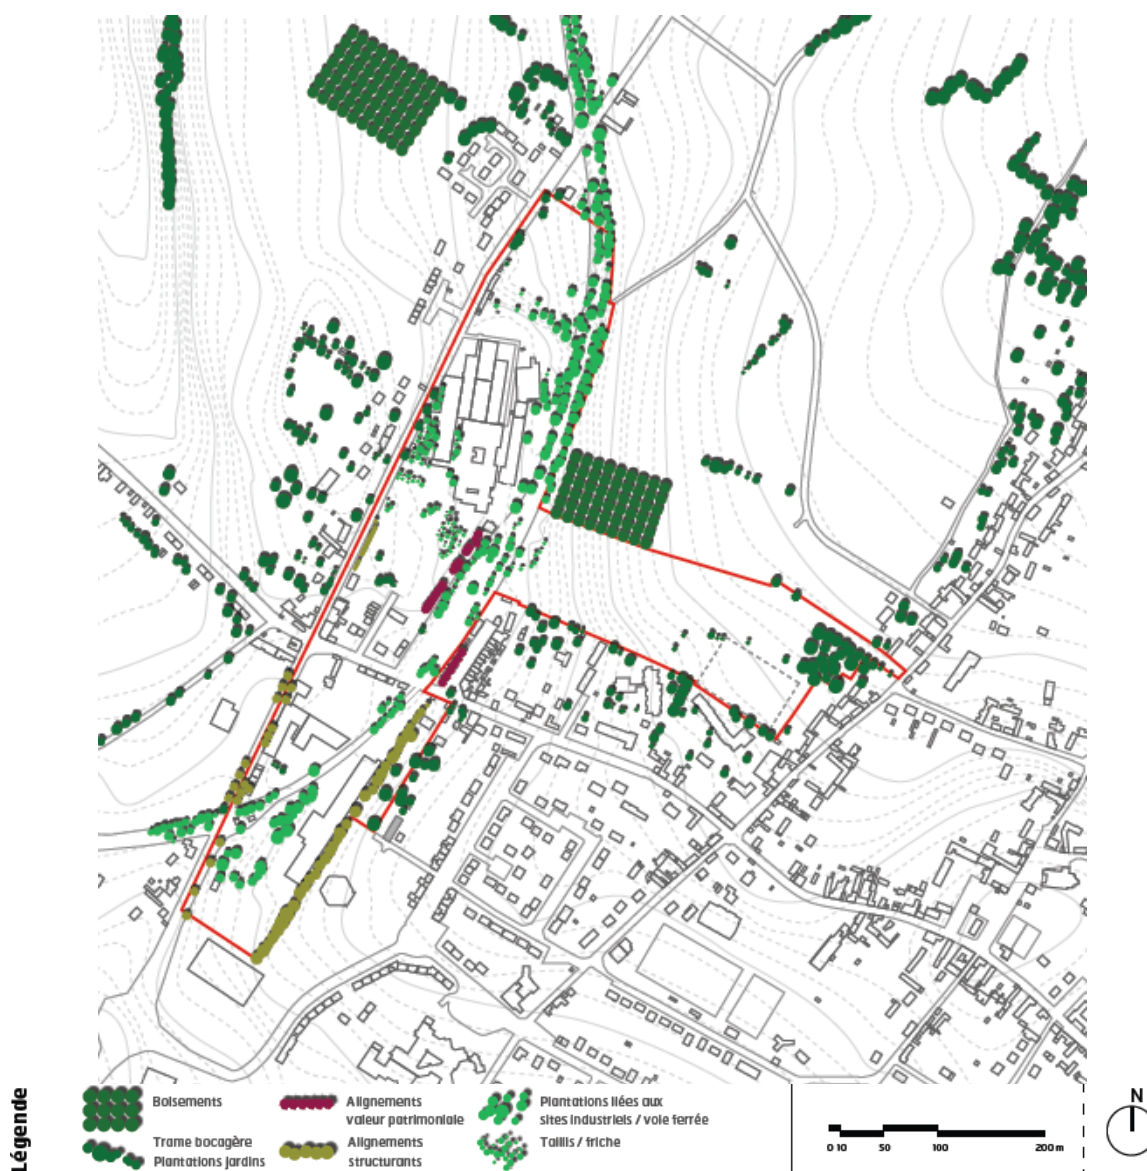 Légende
Boisements
Trame bocagère
Plantations jardins
Alignements
valeur patrimoniale
Alignements
structurants
Plantations liées aux
sites industriels / voie ferrée
Taillis / friche
0 10 50 100 200 m
N